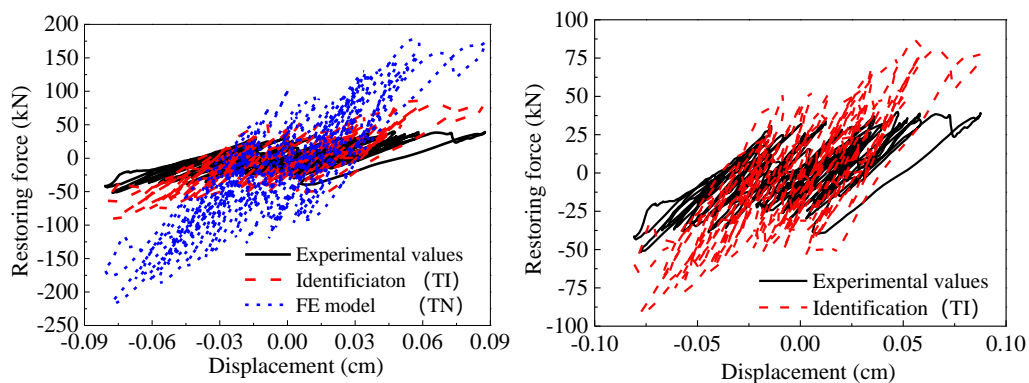 200
150
100
50
0
-50
-100
-150
-200
-250
Restoring force (kN)
Experimental values
Identificiaton (TI)
FE model (TN)
-0.09 -0.06 -0.03 0.00 0.03 0.06 0.09
Displacement (cm)
100
75
50
25
0
-25
-50
-75
-100
Restoring force (kN)
Experimental values
Identification (TI)
-0.10 -0.05 0.00 0.05 0.10
Displacement (cm)